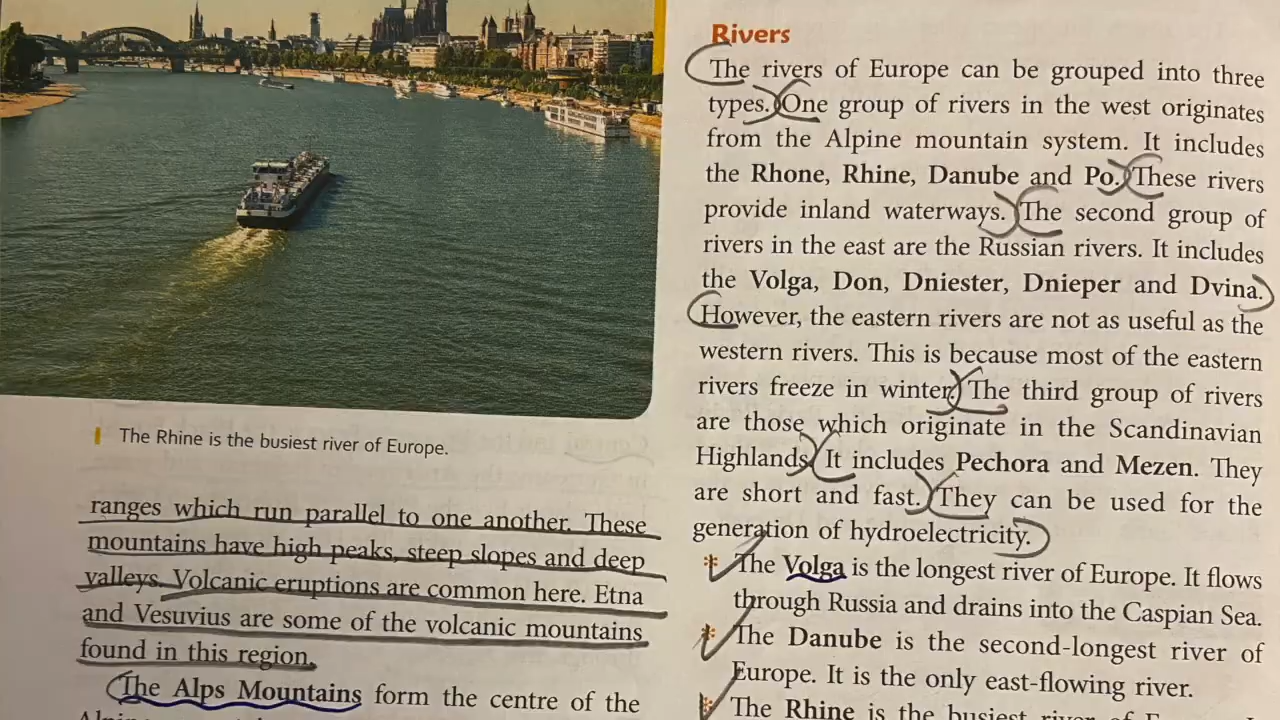 The Rhine is the busiest river of Europe.
ranges which run parallel to one another. These
mountains have high peaks, steep slopes and deep
valleys. Volcanic eruptions are common here. Etna
and Vesuvius are some of the volcanic mountains
found in this region.
The Alps Mountains form the centre of the
Rivers
The rivers of Europe can be grouped into three
types. One group of rivers in the west originates
from the Alpine mountain system. It includes
the Rhone, Rhine, Danube and Po. These rivers
provide inland waterways. The second group of
rivers in the east are the Russian rivers. It includes
the Volga, Don, Dniester, Dnieper and Dvina.
However, the eastern rivers are not as useful as the
western rivers. This is because most of the eastern
rivers freeze in winter. The third group of rivers
are those which originate in the Scandinavian
Highlands. It includes Pechora and Mezen. They
are short and fast. They can be used for the
generation of hydroelectricity.
* The Volga is the longest river of Europe. It flows
through Russia and drains into the Caspian Sea.
* The Danube is the second-longest river of
Europe. It is the only east-flowing river.
* The Rhine is the busiest river of